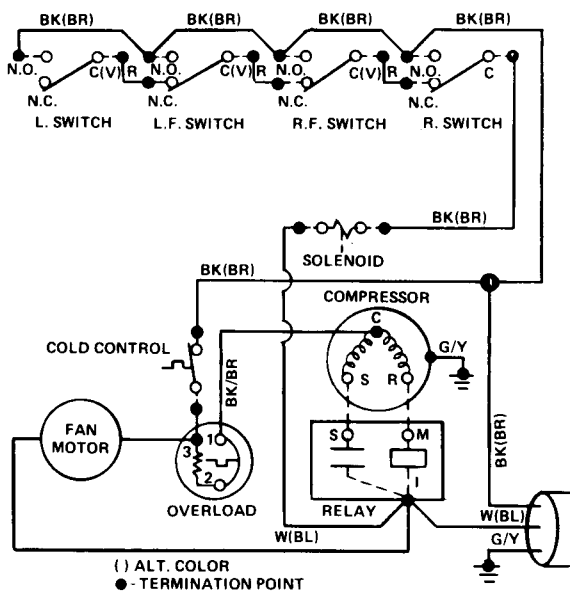 BK(BR) BK(BR) BK(BR) BK(BR)
N.O. C(V) R N.O. C(V) R N.O. C(V) R N.O. C
N.C. N.C. N.C. N.C.
L. SWITCH L.F. SWITCH R.F. SWITCH R. SWITCH
BK(BR)
SOLENOID
BK(BR)
COMPRESSOR
C
G/Y
COLD CONTROL
BK/BR
S R
FAN
MOTOR
3 1
2
S M
I
BK(BR)
OVERLOAD
RELAY
W(BL)
W(BL)
G/Y
( ) ALT. COLOR
● - TERMINATION POINT